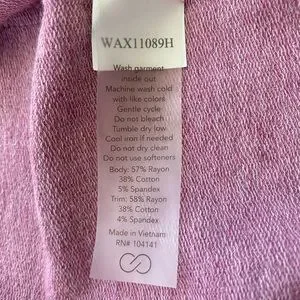 WAX11089H
Wash garment
inside out
Machine wash cold
with like colors
Gentle cycle
Do not bleach
Tumble dry low
Cool iron if needed
Do not dry clean
Do not use softeners
Body: 57% Rayon
38% Cotton
5% Spandex
Trim: 58% Rayon
38% Cotton
4% Spandex
Made in Vietnam
RN# 104141